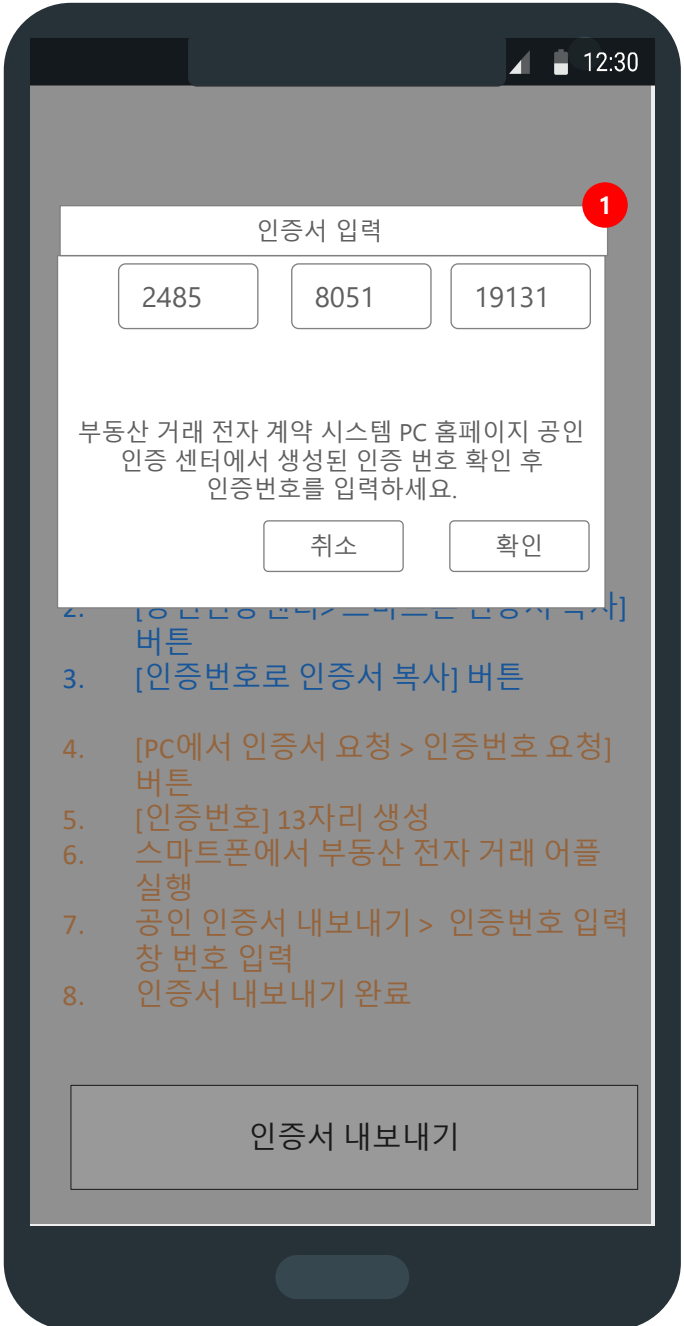 12:30
1
인증서 입력
2485 8051 19131
부동산 거래 전자 계약 시스템 PC 홈페이지 공인
인증 센터에서 생성된 인증 번호 확인 후
인증번호를 입력하세요.
취소 확인
2.
버튼
3. [인증번호로 인증서 복사] 버튼
4. [PC에서 인증서 요청 > 인증번호 요청]
버튼
5. [인증번호] 13자리 생성
6. 스마트폰에서 부동산 전자 거래 어플
실행
7. 공인 인증서 내보내기 > 인증번호 입력
창 번호 입력
8. 인증서 내보내기 완료
인증서 내보내기